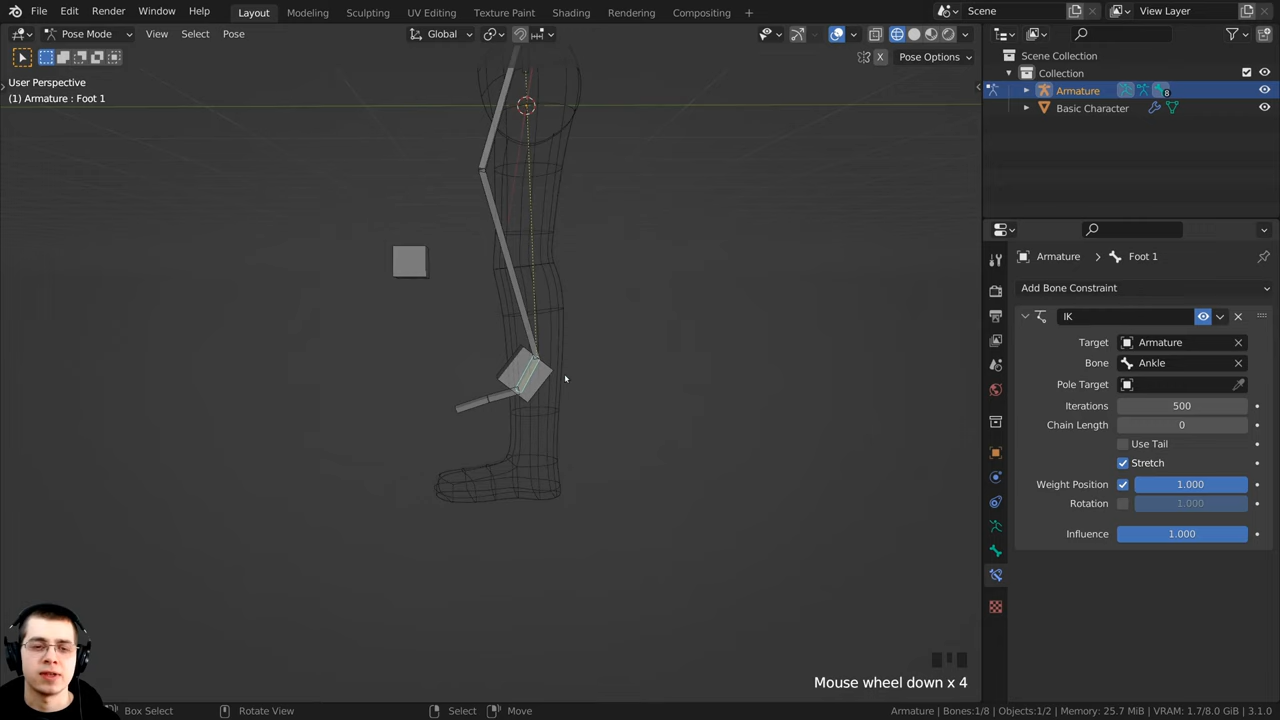 File Edit Render Window Help Layout Modeling Sculpting UV Editing Texture Paint Shading Rendering Compositing + Scene View Layer
Pose Mode View Select Pose Global
X Pose Options
User Perspective
(1) Armature : Foot 1
Scene Collection
Collection
Armature 8
Basic Character
Armature > Foot 1
Add Bone Constraint
IK
Target Armature
Bone Ankle
Pole Target
Iterations 500
Chain Length 0
Use Tail
Stretch
Weight Position 1.000
Rotation 1.000
Influence 1.000
Mouse wheel down x 4
Box Select Rotate View Select Move Armature | Bones:1/8 | Objects:1/2 | Memory: 25.7 MiB | VRAM: 1.7/8.0 GiB | 3.1.0